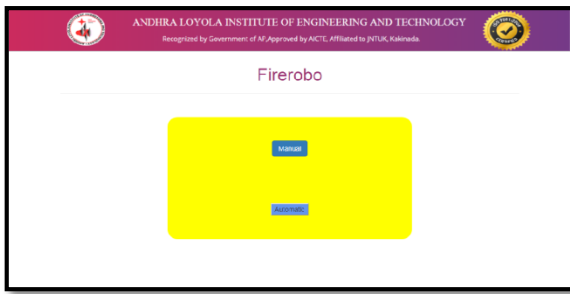 ANDHRA LOYOLA INSTITUTE OF ENGINEERING AND TECHNOLOGY
Recognized by Government of AP,Approved by AICTE, Affiliated to JNTUK, Kakinada.
Firerobo
Manual
Automatic